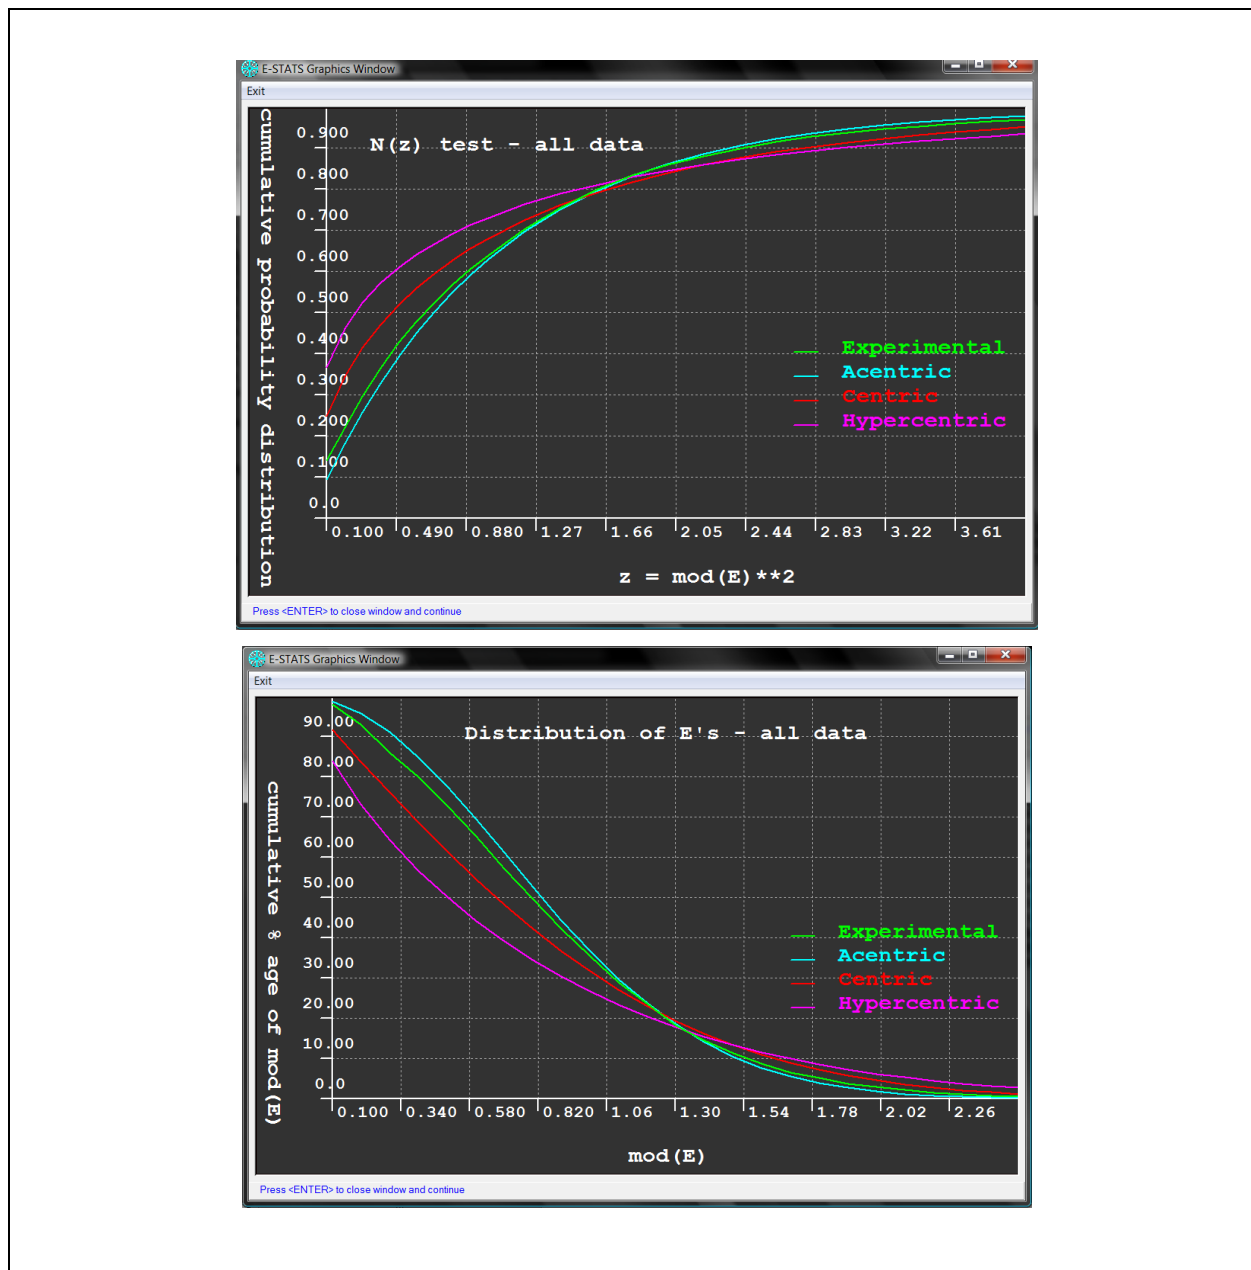 E-STATS Graphics Window
Exit
cumulative probability distribution
N(z) test - all data
0.900
0.800
0.700
0.600
0.500
0.400
0.300
0.200
0.100
0.0
Experimental
Acentric
Centric
Hypercentric
0.100 0.490 0.880 1.27 1.66 2.05 2.44 2.83 3.22 3.61
z = mod(E)**2
Press <ENTER> to close window and continue
E-STATS Graphics Window
Exit
cumulative % age of mod(E)
Distribution of E's - all data
90.00
80.00
70.00
60.00
50.00
40.00
30.00
20.00
10.00
0.0
Experimental
Acentric
Centric
Hypercentric
0.100 0.340 0.580 0.820 1.06 1.30 1.54 1.78 2.02 2.26
mod(E)
Press <ENTER> to close window and continue